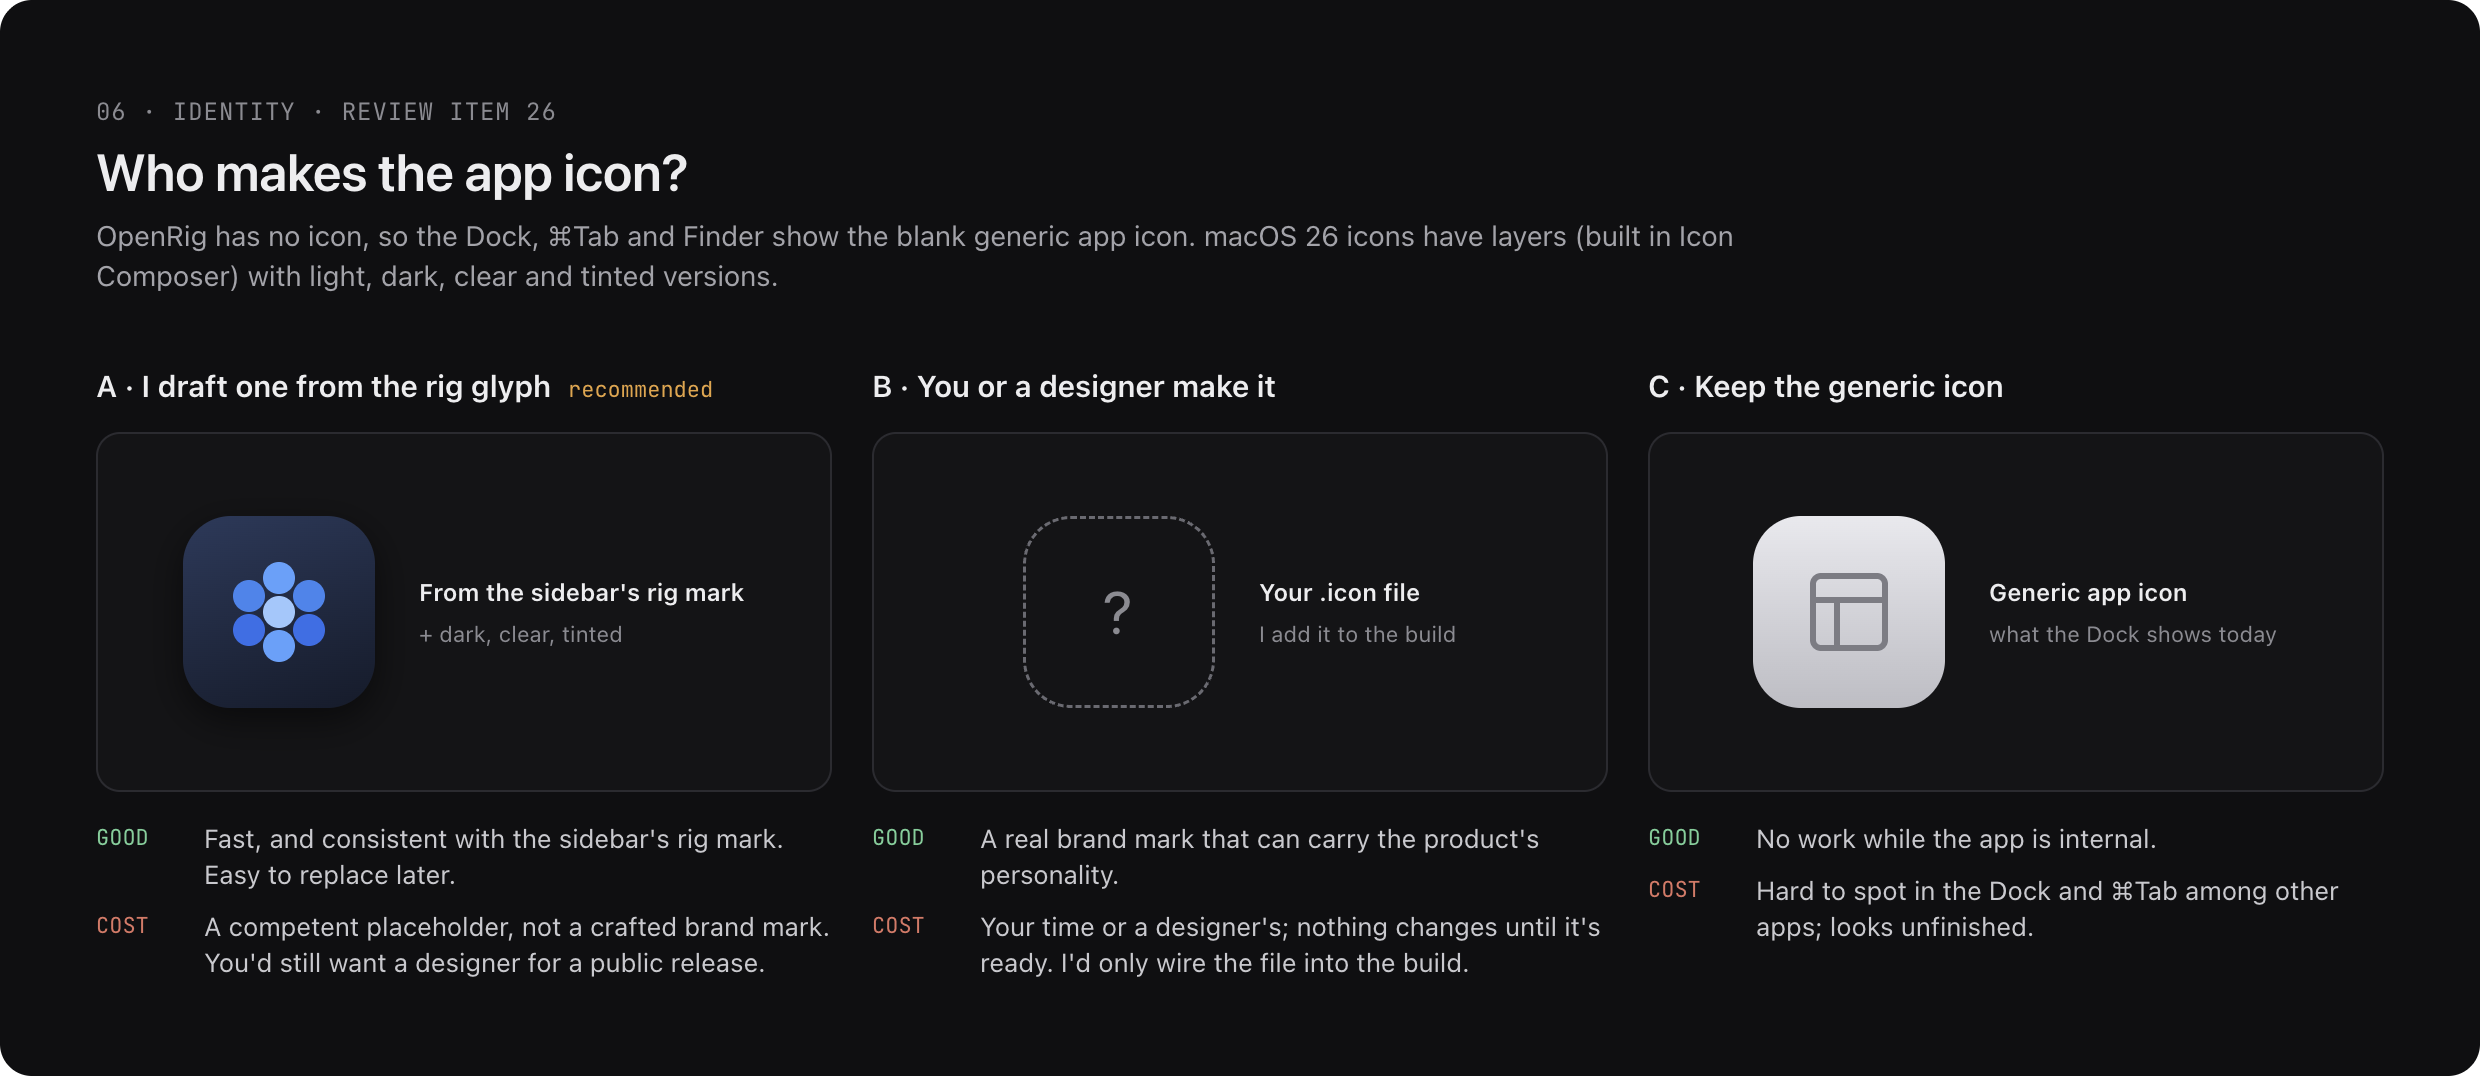 06 · IDENTITY · REVIEW ITEM 26
Who makes the app icon?
OpenRig has no icon, so the Dock, ⌘Tab and Finder show the blank generic app icon. macOS 26 icons have layers (built in Icon
Composer) with light, dark, clear and tinted versions.
A · I draft one from the rig glyph recommended
From the sidebar's rig mark
+ dark, clear, tinted
GOOD Fast, and consistent with the sidebar's rig mark.
Easy to replace later.
COST A competent placeholder, not a crafted brand mark.
You'd still want a designer for a public release.
B · You or a designer make it
?
Your .icon file
I add it to the build
GOOD A real brand mark that can carry the product's
personality.
COST Your time or a designer's; nothing changes until it's
ready. I'd only wire the file into the build.
C · Keep the generic icon
Generic app icon
what the Dock shows today
GOOD No work while the app is internal.
COST Hard to spot in the Dock and ⌘Tab among other
apps; looks unfinished.